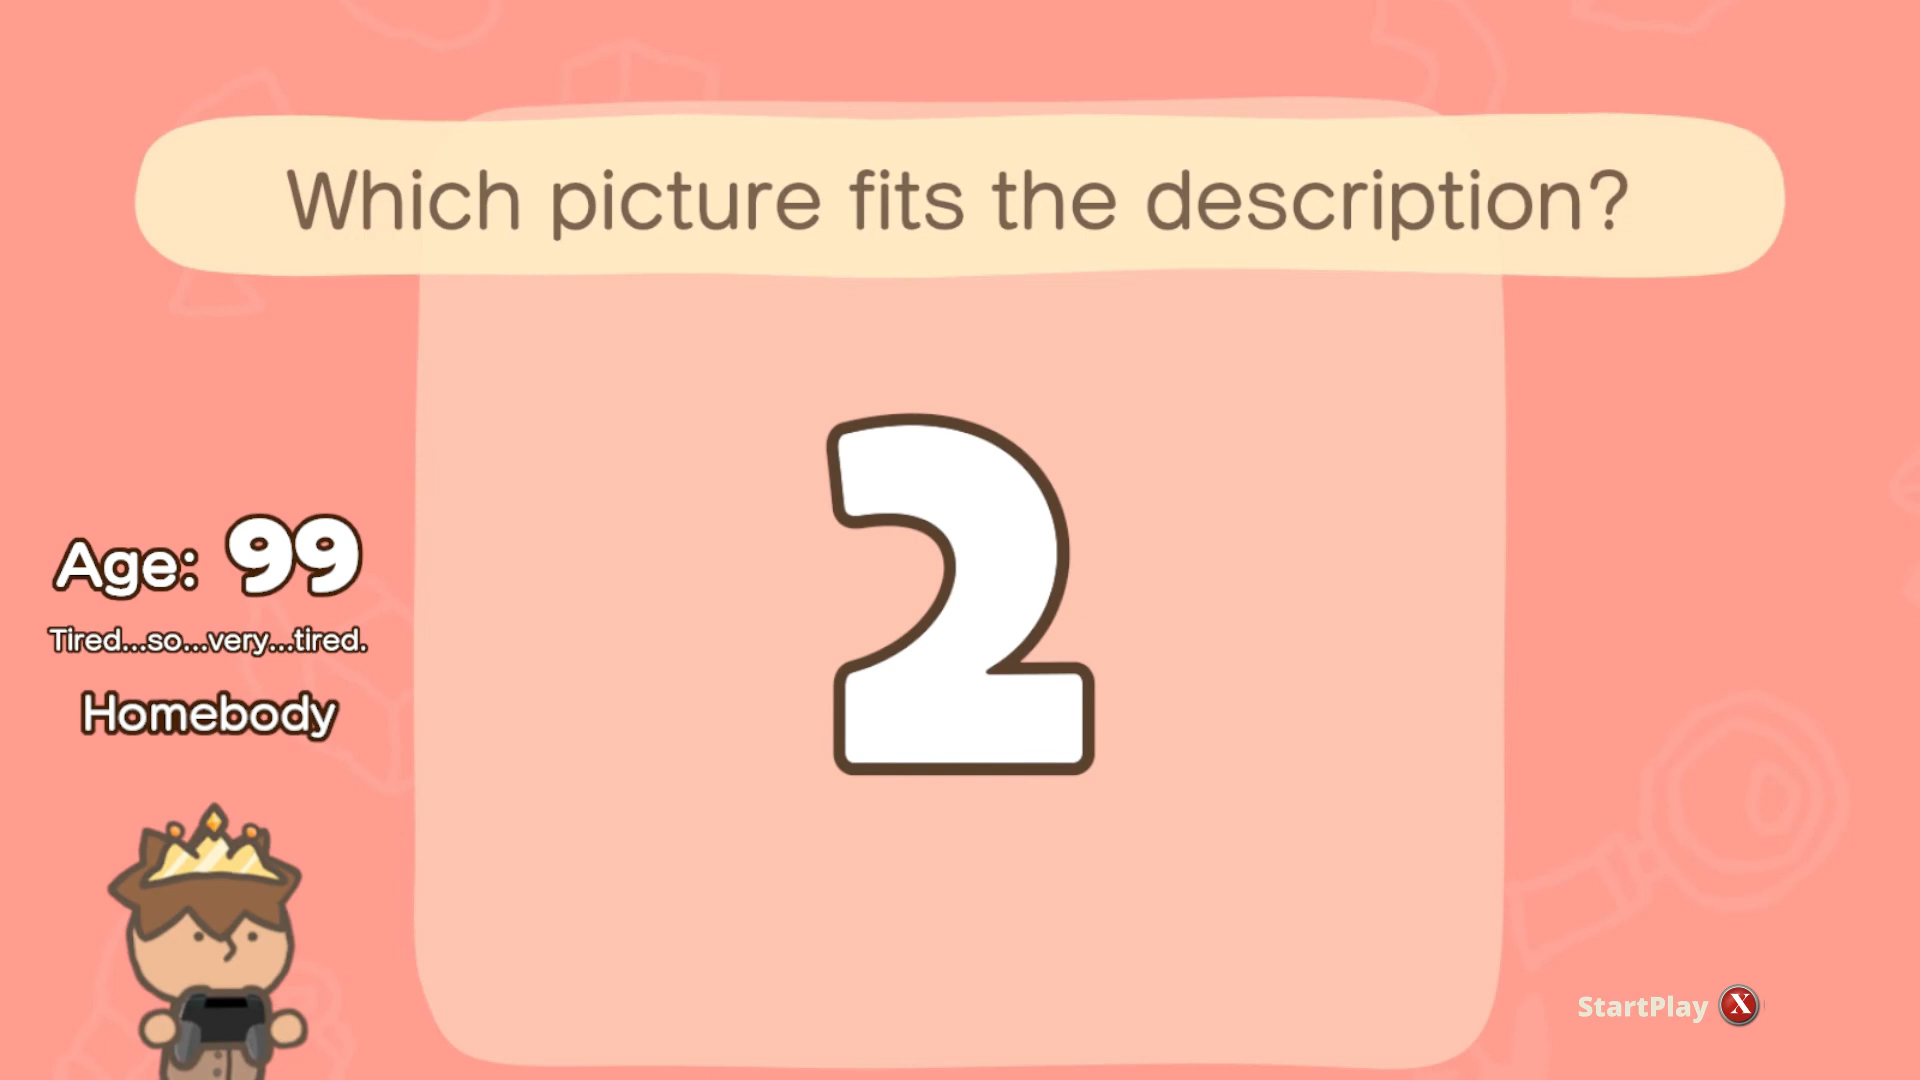 Which picture fits the description?
2
Age: 99
Tired...so...very...tired.
Homebody
StartPlay X